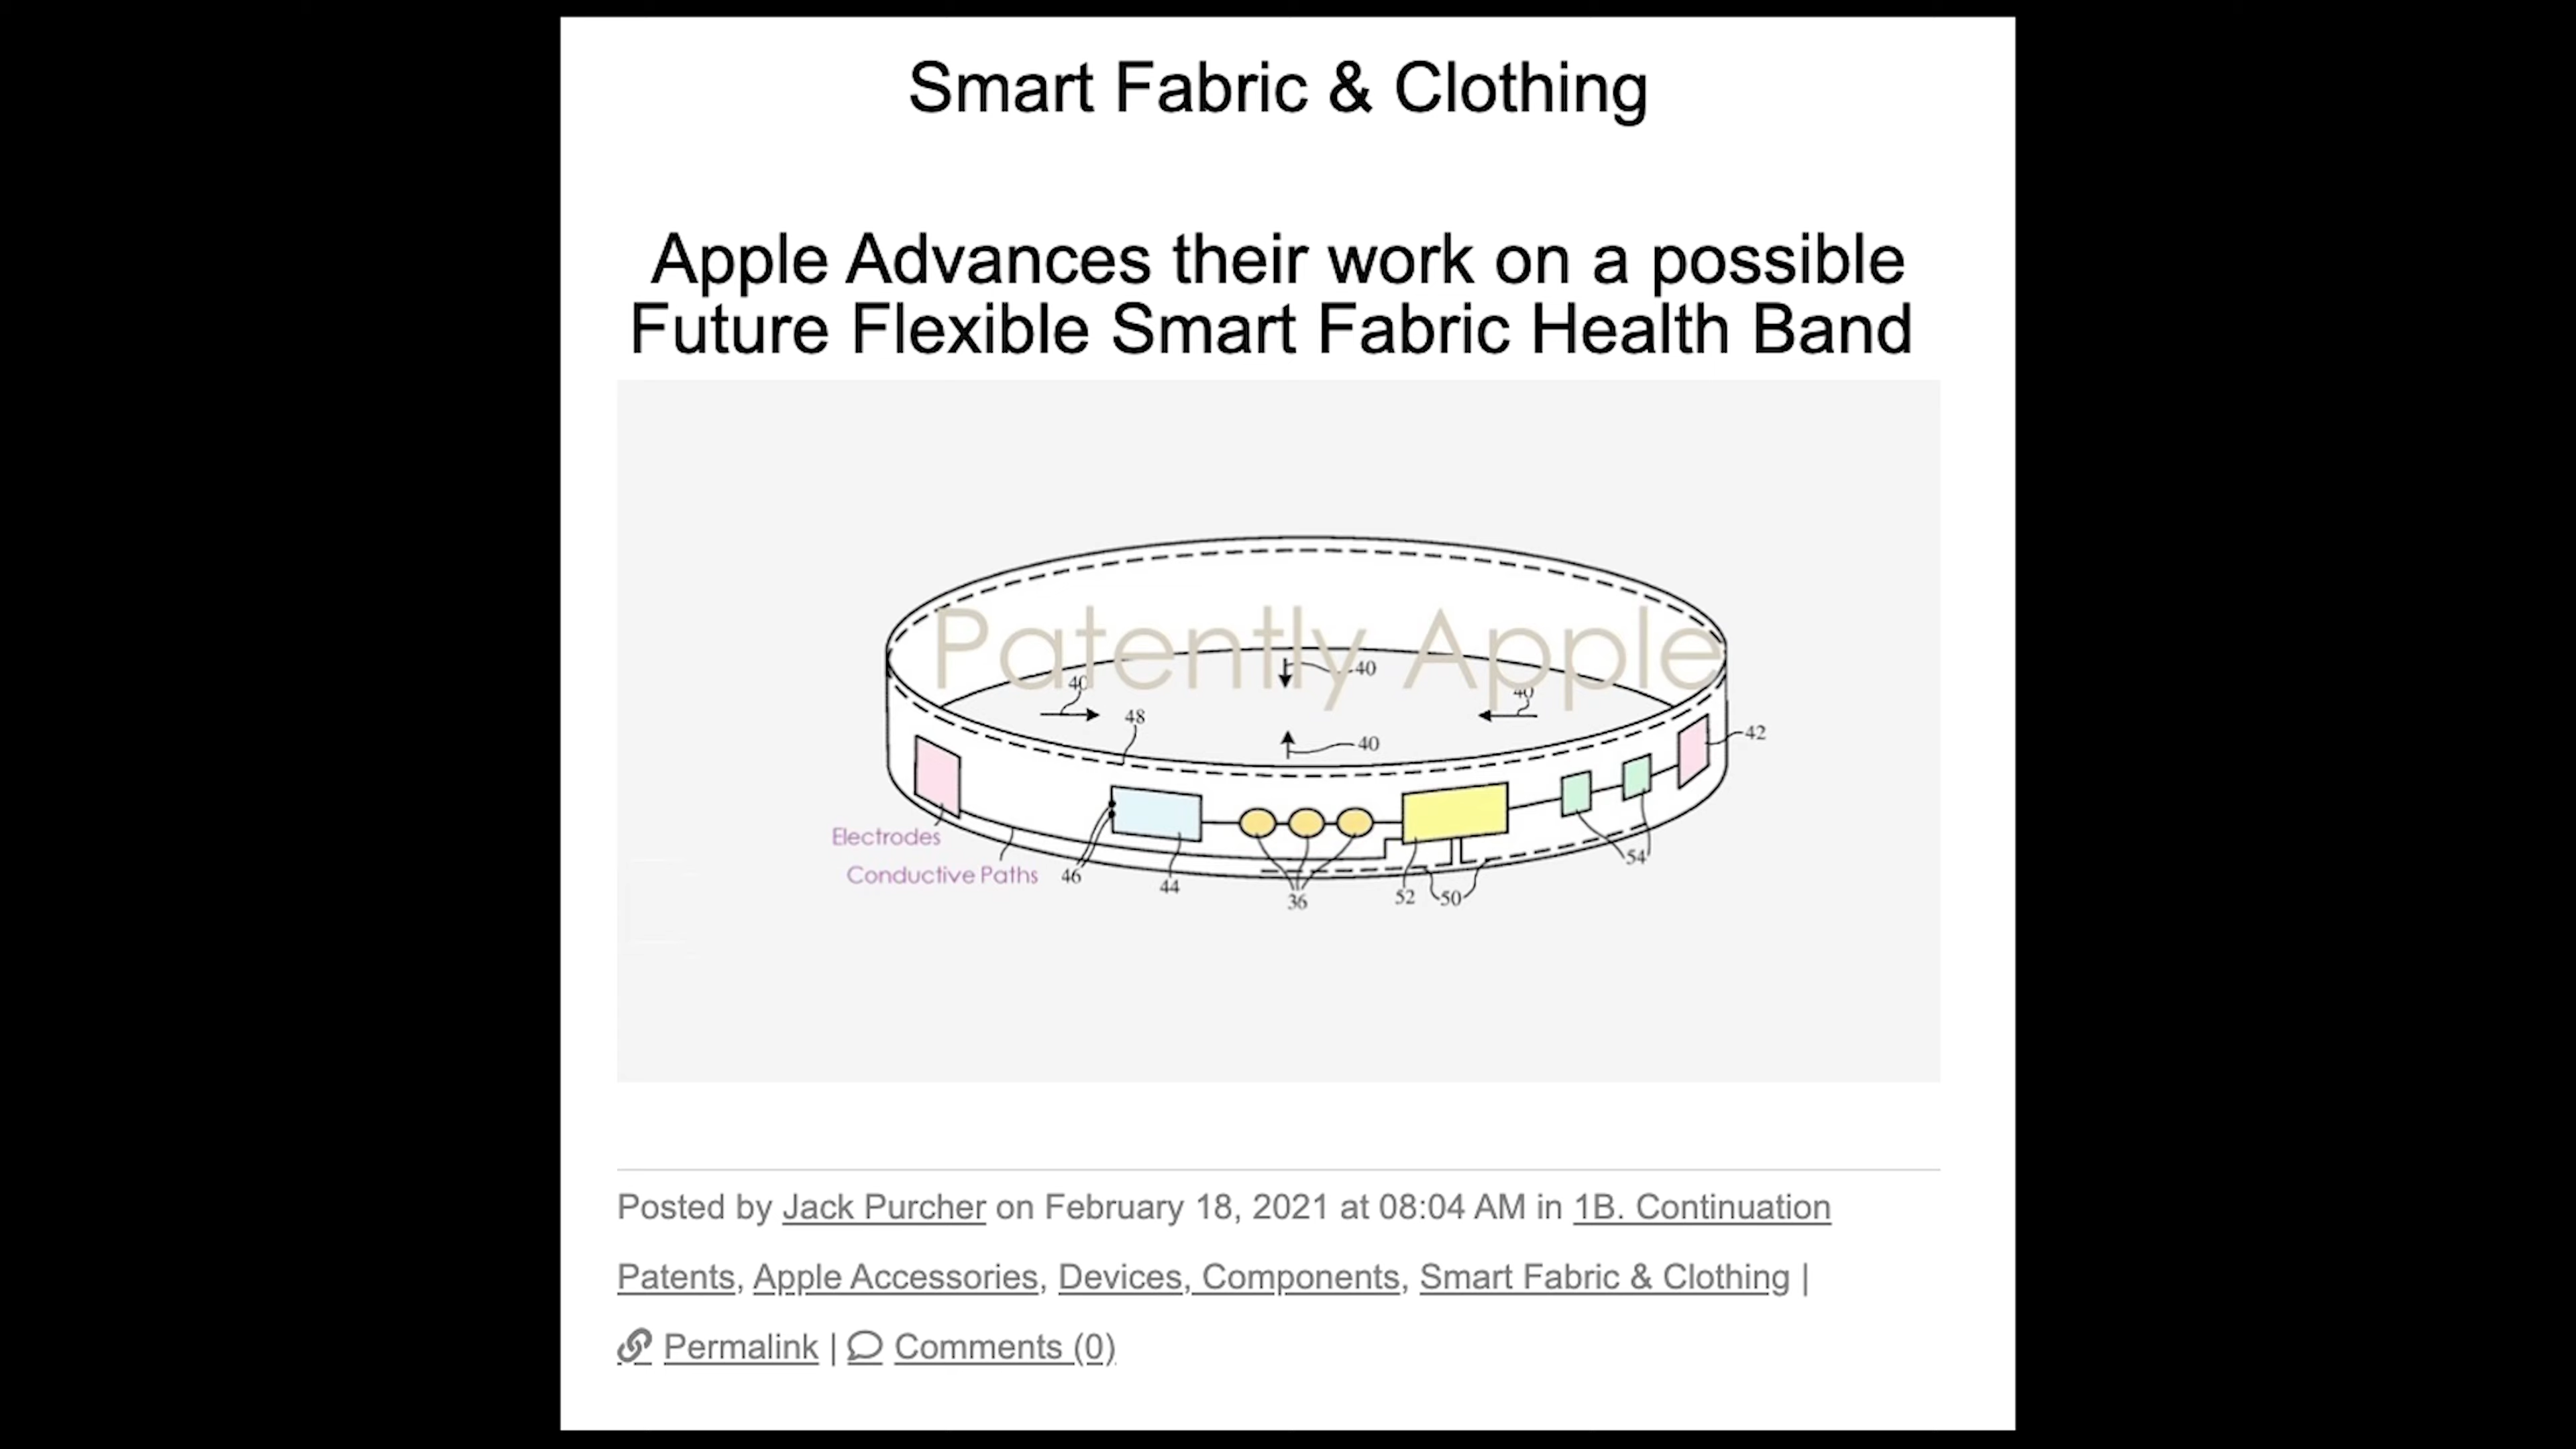 Smart Fabric & Clothing
Apple Advances their work on a possible
Future Flexible Smart Fabric Health Band
Patently Apple
40
40
40
48
40
42
Electrodes
Conductive Paths
46
44
36
52
50
54
Posted by Jack Purcher on February 18, 2021 at 08:04 AM in 1B. Continuation
Patents, Apple Accessories, Devices, Components, Smart Fabric & Clothing |
Permalink | Comments (0)